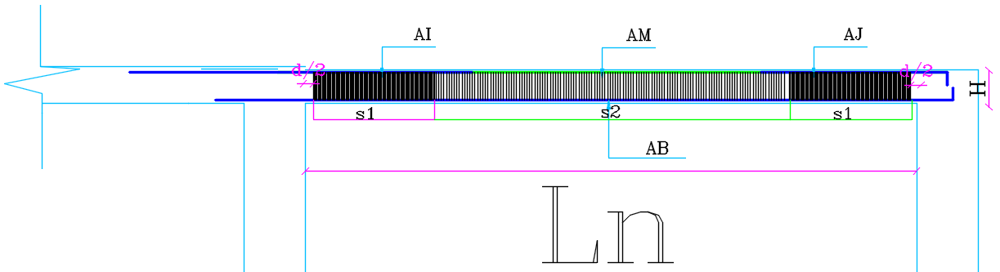 AI
AM
AJ
d/2
d/2
H
s1
s2
s1
AB
Ln